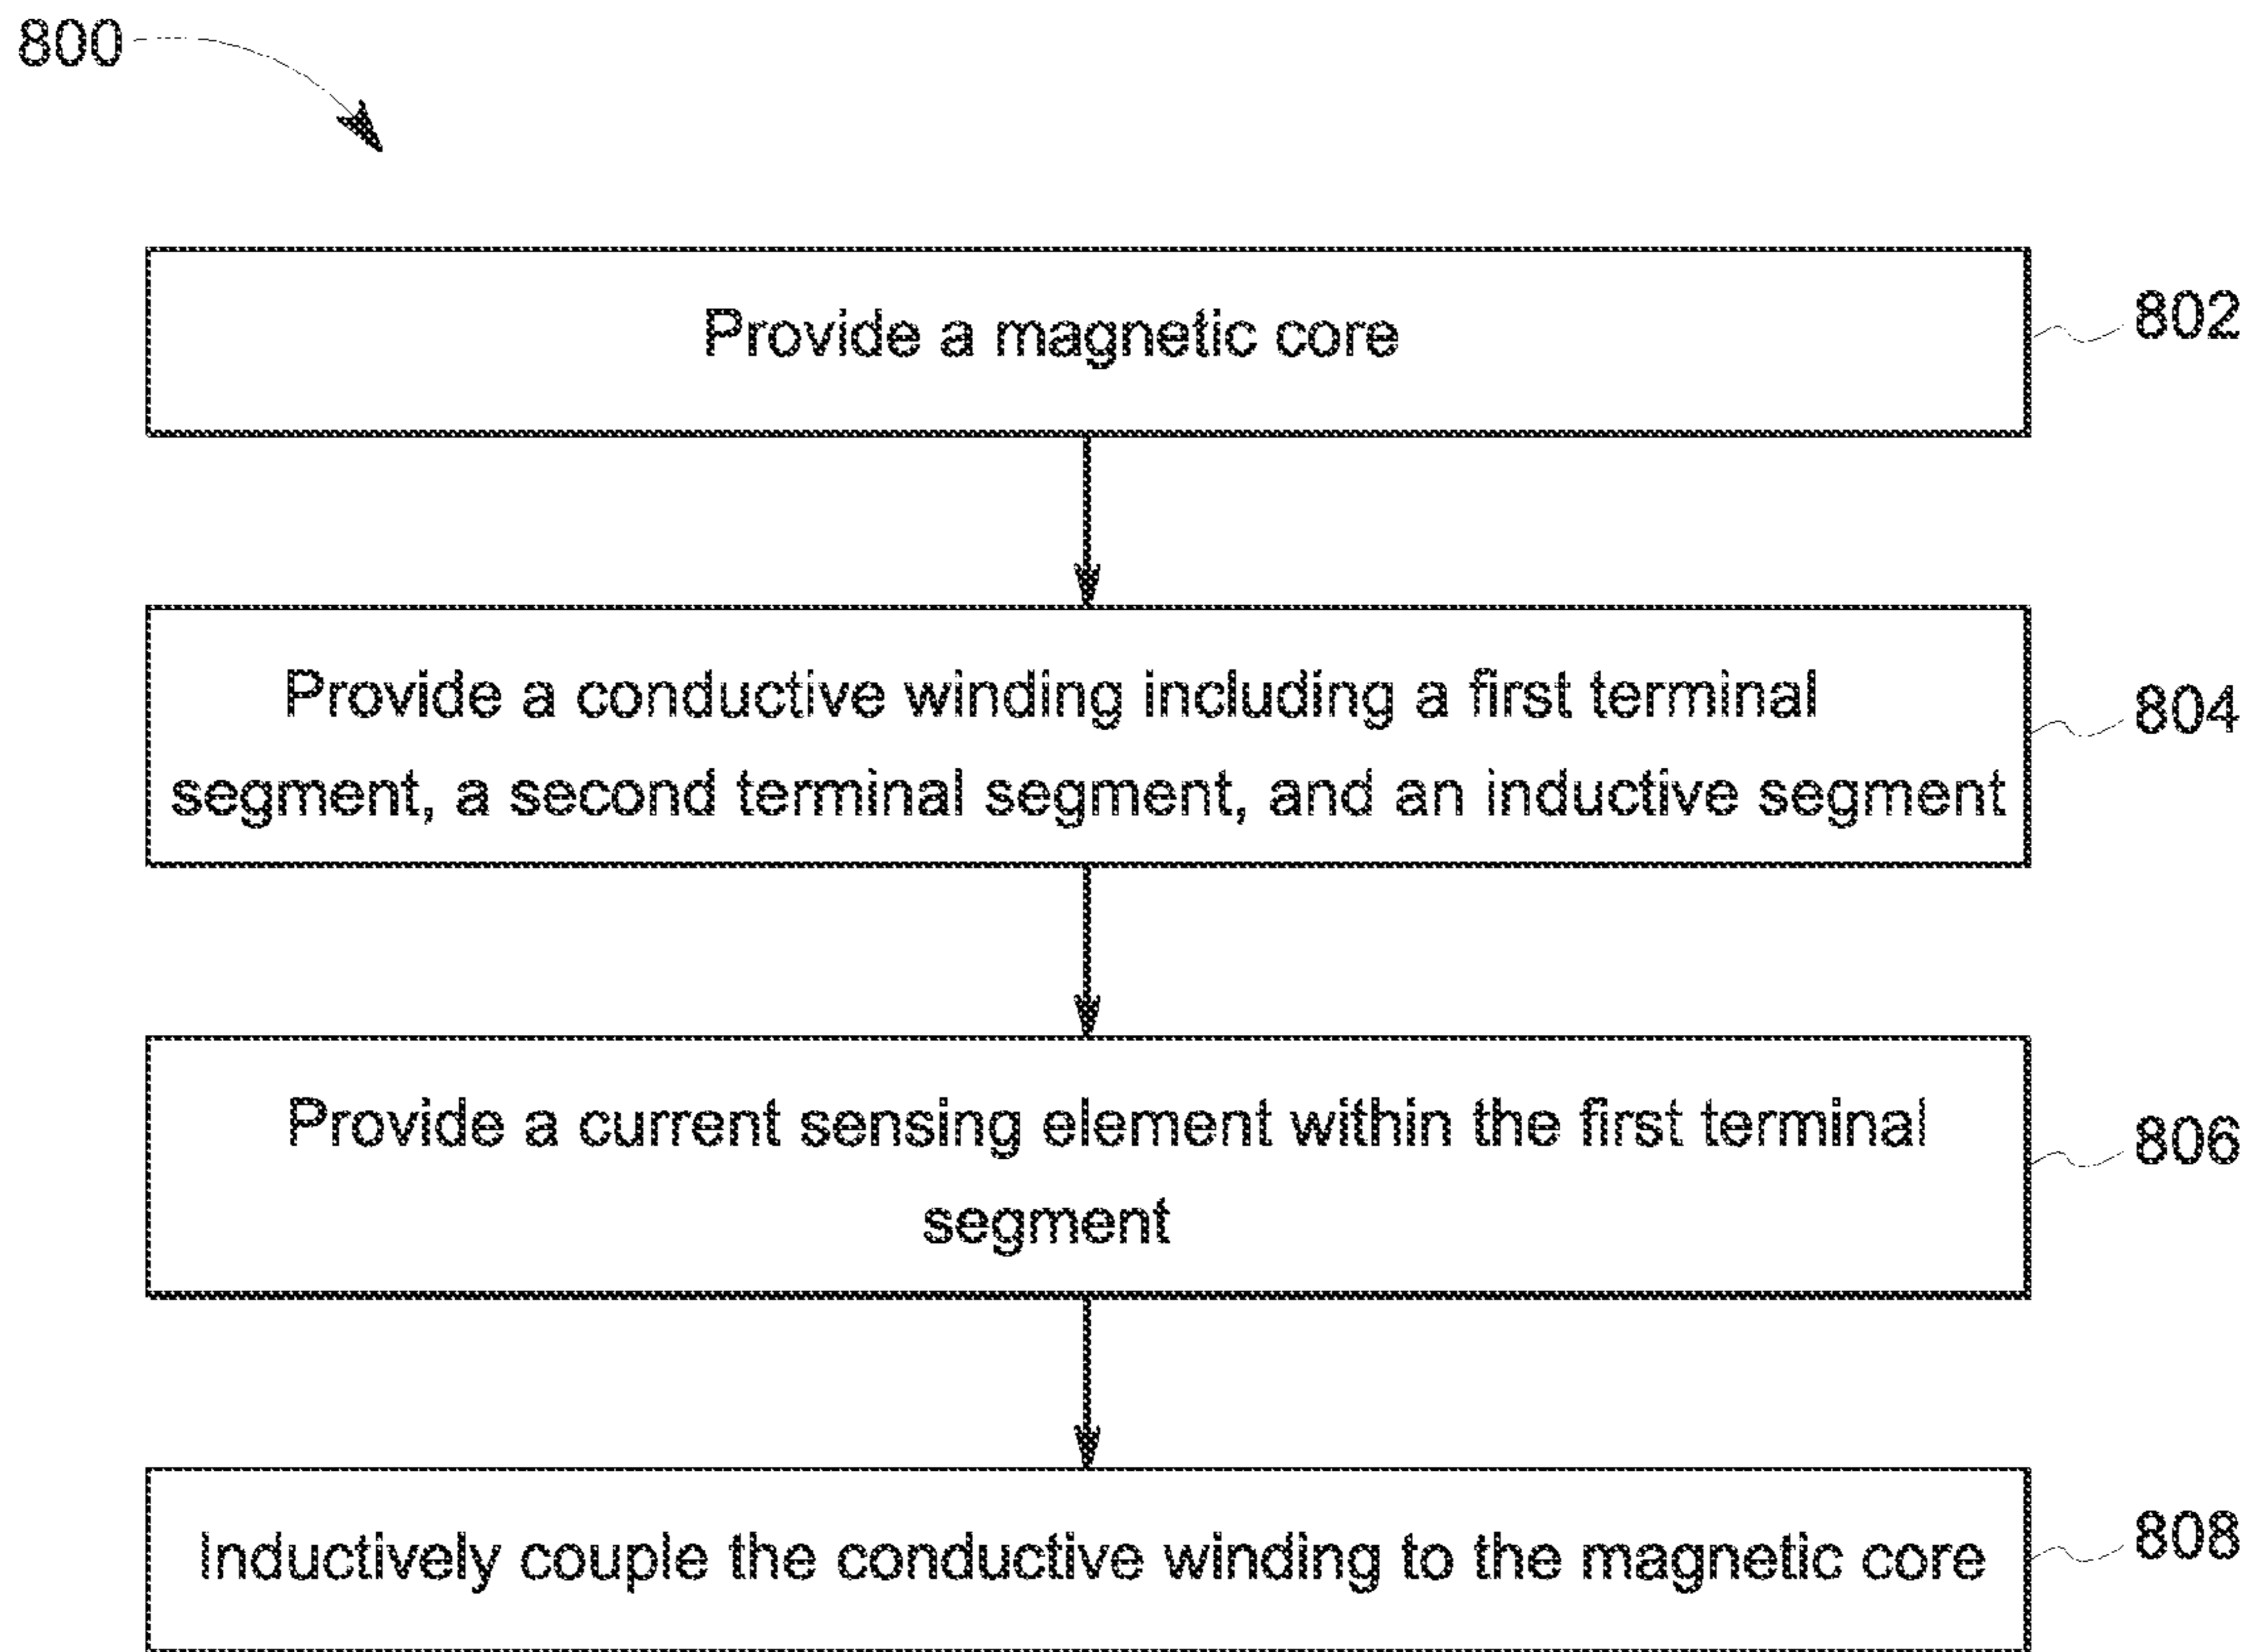 800
Provide a magnetic core
802
Provide a conductive winding including a first terminal
segment, a second terminal segment, and an inductive segment
804
Provide a current sensing element within the first terminal
segment
806
Inductively couple the conductive winding to the magnetic core
808